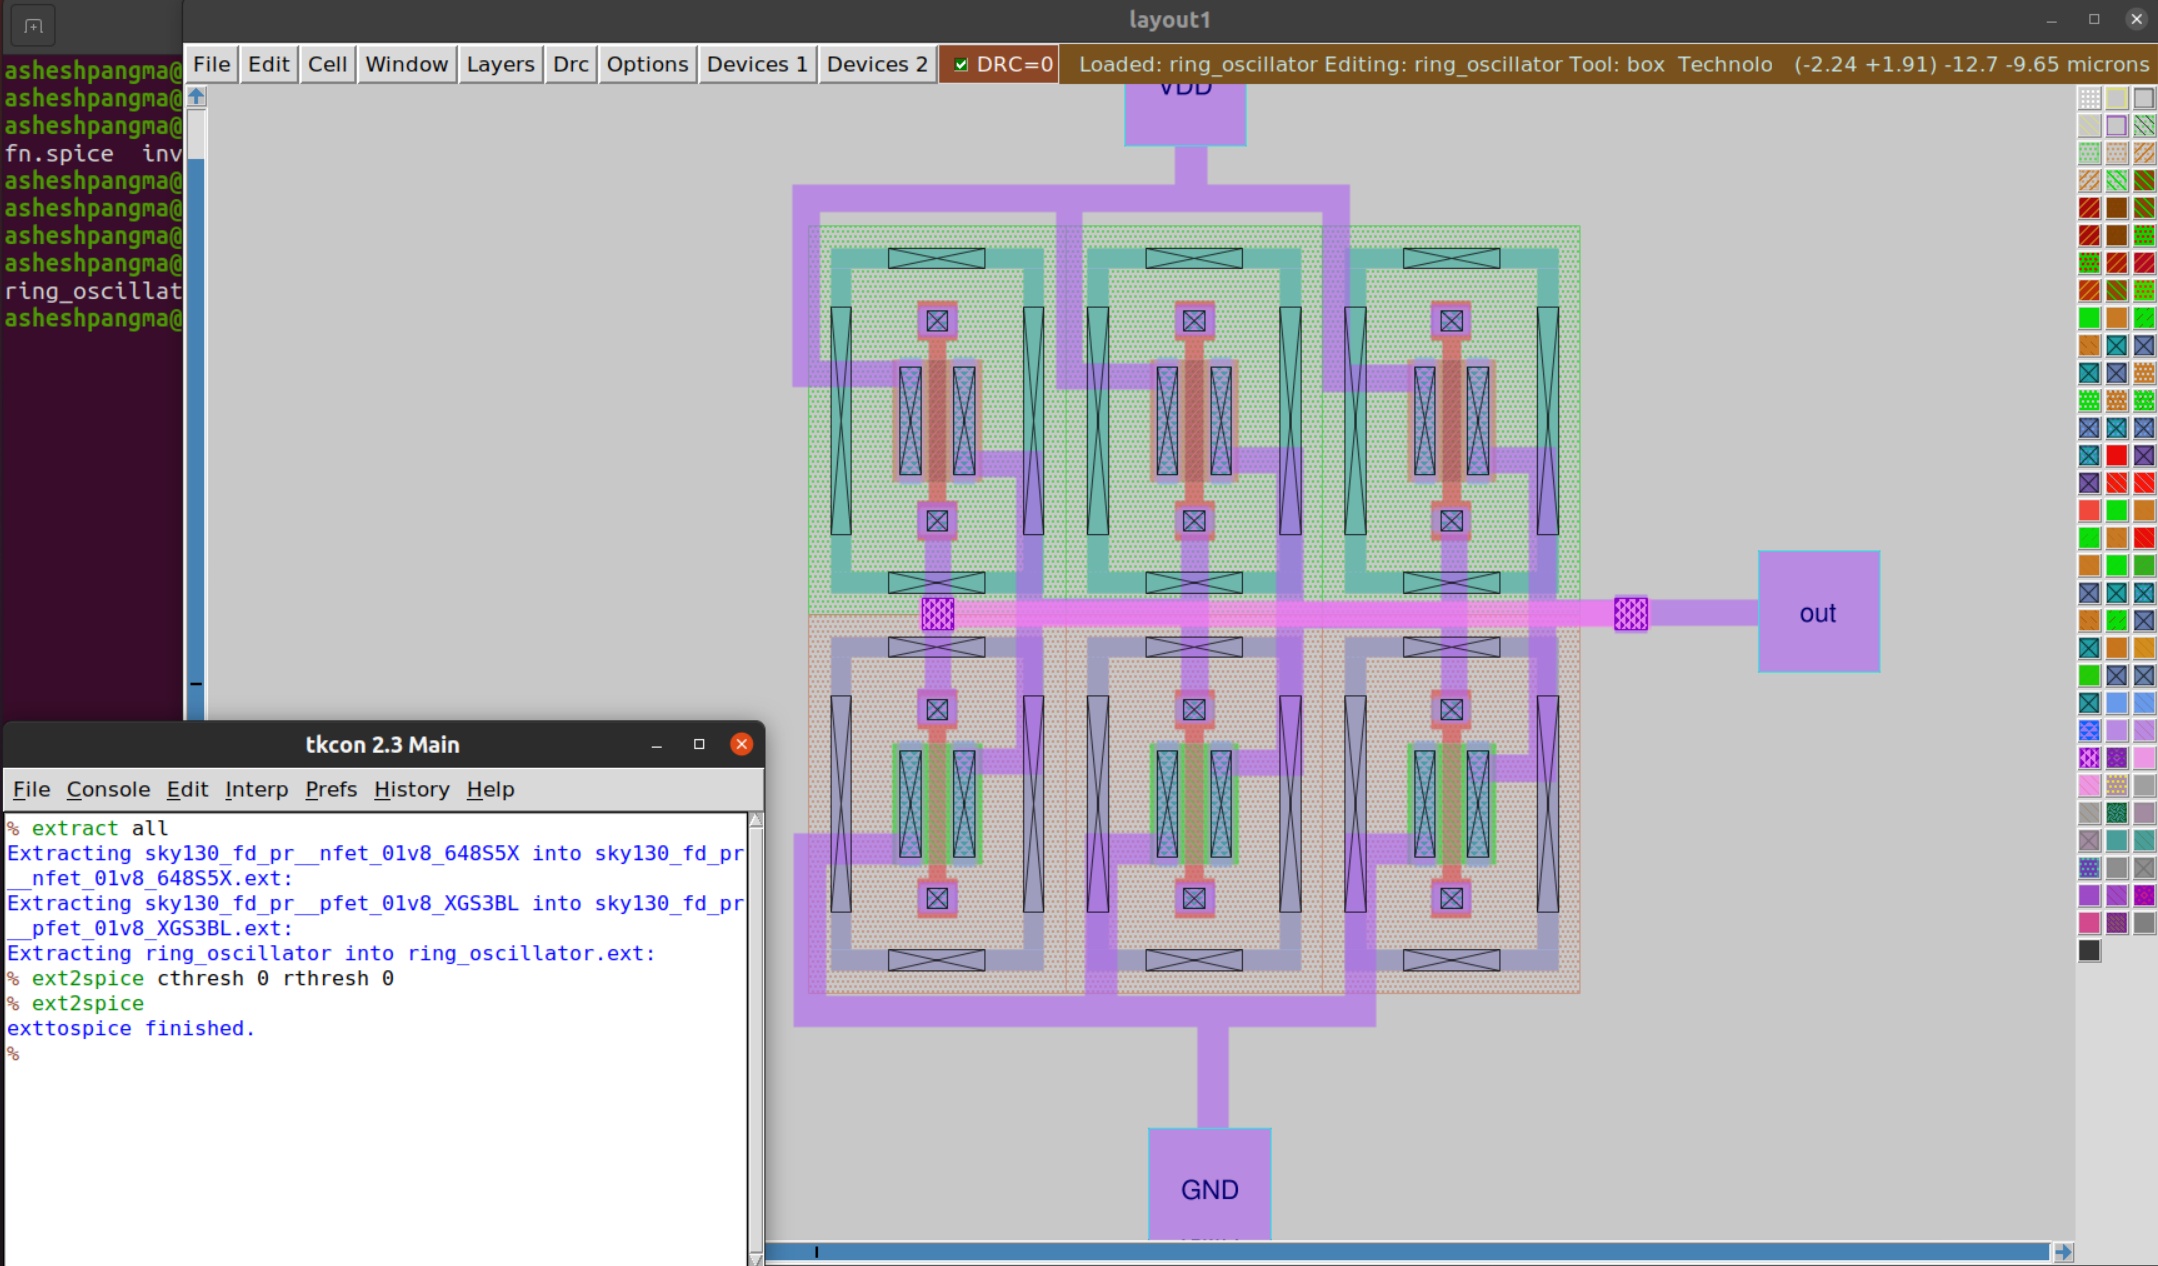 layout1
asheshpangma@
asheshpangma@
asheshpangma@
fn.spice inv
asheshpangma@
asheshpangma@
asheshpangma@
asheshpangma@
ring_oscillat
asheshpangma@
File Edit Cell Window Layers Drc Options Devices 1 Devices 2 DRC=0 Loaded: ring_oscillator Editing: ring_oscillator Tool: box Technolo (-2.24 +1.91) -12.7 -9.65 microns
VDD
out
GND
tkcon 2.3 Main
File Console Edit Interp Prefs History Help
% extract all
Extracting sky130_fd_pr__nfet_01v8_648S5X into sky130_fd_pr
__nfet_01v8_648S5X.ext:
Extracting sky130_fd_pr__pfet_01v8_XGS3BL into sky130_fd_pr
__pfet_01v8_XGS3BL.ext:
Extracting ring_oscillator into ring_oscillator.ext:
% ext2spice cthresh 0 rthresh 0
% ext2spice
exttospice finished.
%